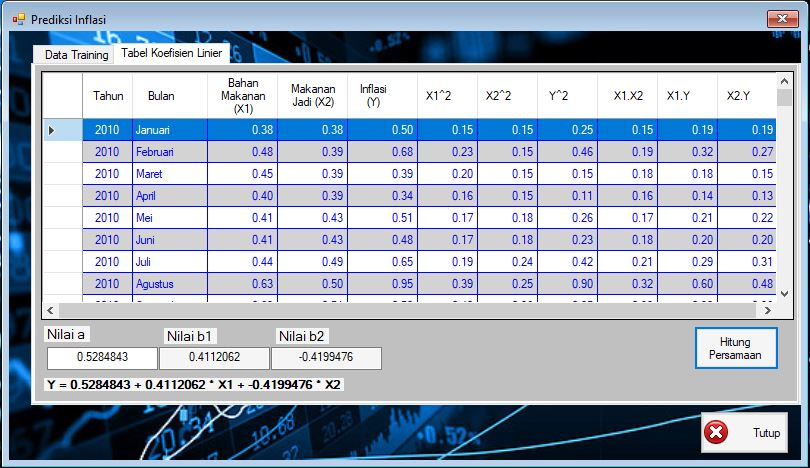 Prediksi Inflasi
Data Training Tabel Koefisien Linier
Tahun Bulan Bahan Makanan (X1) Makanan Jadi (X2) Inflasi (Y) X1^2 X2^2 Y^2 X1.X2 X1.Y X2.Y
2010 Januari 0.38 0.38 0.50 0.15 0.15 0.25 0.15 0.19 0.19
2010 Februari 0.48 0.39 0.68 0.23 0.15 0.46 0.19 0.32 0.27
2010 Maret 0.45 0.39 0.39 0.20 0.15 0.15 0.18 0.18 0.15
2010 April 0.40 0.39 0.34 0.16 0.15 0.11 0.16 0.14 0.13
2010 Mei 0.41 0.43 0.51 0.17 0.18 0.26 0.17 0.21 0.22
2010 Juni 0.41 0.43 0.48 0.17 0.18 0.23 0.18 0.20 0.20
2010 Juli 0.44 0.49 0.65 0.19 0.24 0.42 0.21 0.29 0.31
2010 Agustus 0.63 0.50 0.95 0.39 0.25 0.90 0.32 0.60 0.48
Nilai a Nilai b1 Nilai b2
0.5284843 0.4112062 -0.4199476
Hitung
Persamaan
Y = 0.5284843 + 0.4112062 * X1 + -0.4199476 * X2
20.34 10.68 +0.52%
Tutup